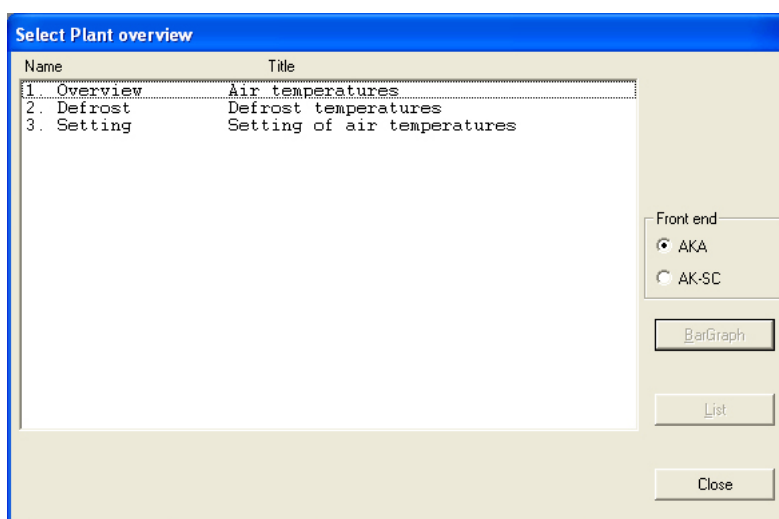 Select Plant overview
Name Title
1. Overview Air temperatures
2. Defrost Defrost temperatures
3. Setting Setting of air temperatures
Front end
AKA
AK-SC
BarGraph
List
Close